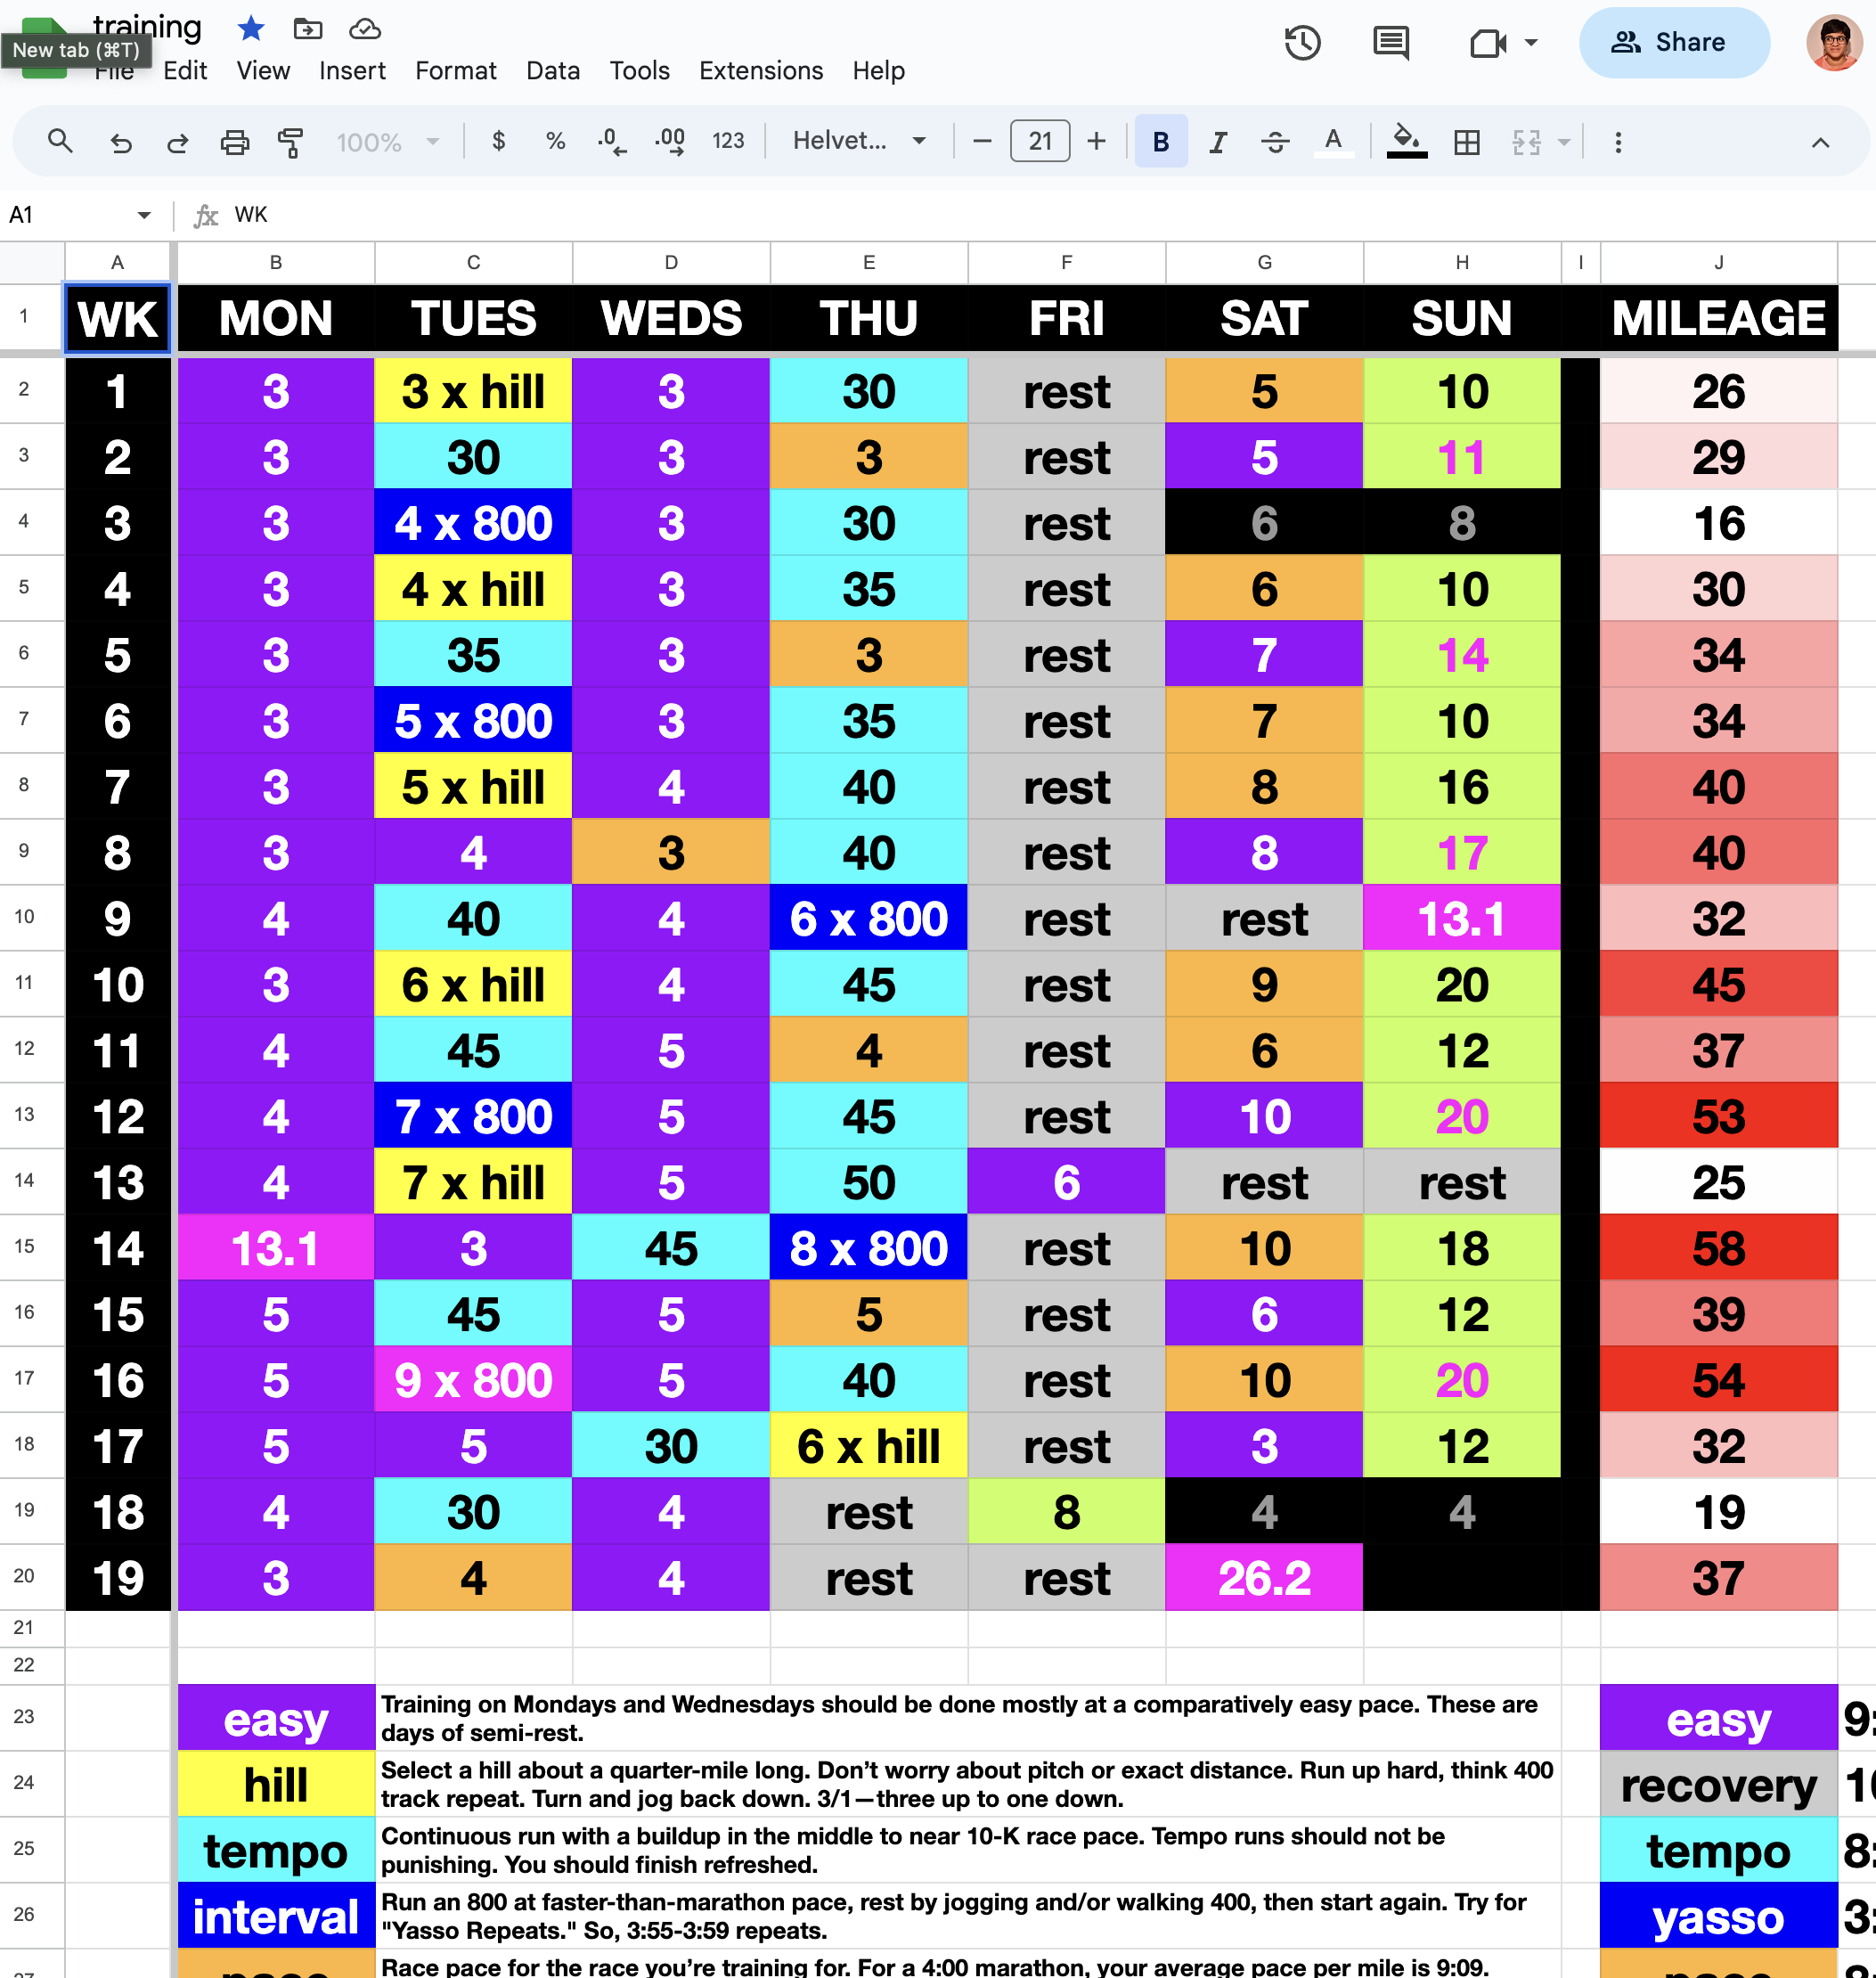 training
New tab (⌘T)
File Edit View Insert Format Data Tools Extensions Help
Share
100% $ % .0 .00 123 Helvet... − 21 + B I S A
A1 fx WK
A B C D E F G H I J
1 WK MON TUES WEDS THU FRI SAT SUN MILEAGE
2 1 3 3 x hill 3 30 rest 5 10 26
3 2 3 30 3 3 rest 5 11 29
4 3 3 4 x 800 3 30 rest 6 8 16
5 4 3 4 x hill 3 35 rest 6 10 30
6 5 3 35 3 3 rest 7 14 34
7 6 3 5 x 800 3 35 rest 7 10 34
8 7 3 5 x hill 4 40 rest 8 16 40
9 8 3 4 3 40 rest 8 17 40
10 9 4 40 4 6 x 800 rest rest 13.1 32
11 10 3 6 x hill 4 45 rest 9 20 45
12 11 4 45 5 4 rest 6 12 37
13 12 4 7 x 800 5 45 rest 10 20 53
14 13 4 7 x hill 5 50 6 rest rest 25
15 14 13.1 3 45 8 x 800 rest 10 18 58
16 15 5 45 5 5 rest 6 12 39
17 16 5 9 x 800 5 40 rest 10 20 54
18 17 5 5 30 6 x hill rest 3 12 32
19 18 4 30 4 rest 8 4 4 19
20 19 3 4 4 rest rest 26.2 37
21
22
23 easy Training on Mondays and Wednesdays should be done mostly at a comparatively easy pace. These are
days of semi-rest.
easy 9:
24 hill Select a hill about a quarter-mile long. Don’t worry about pitch or exact distance. Run up hard, think 400
track repeat. Turn and jog back down. 3/1—three up to one down.
recovery 10
25 tempo Continuous run with a buildup in the middle to near 10-K race pace. Tempo runs should not be
punishing. You should finish refreshed.
tempo 8:
26 interval Run an 800 at faster-than-marathon pace, rest by jogging and/or walking 400, then start again. Try for
"Yasso Repeats." So, 3:55-3:59 repeats.
yasso 3:
27 pace Race pace for the race you’re training for. For a 4:00 marathon, your average pace per mile is 9:09.
pace